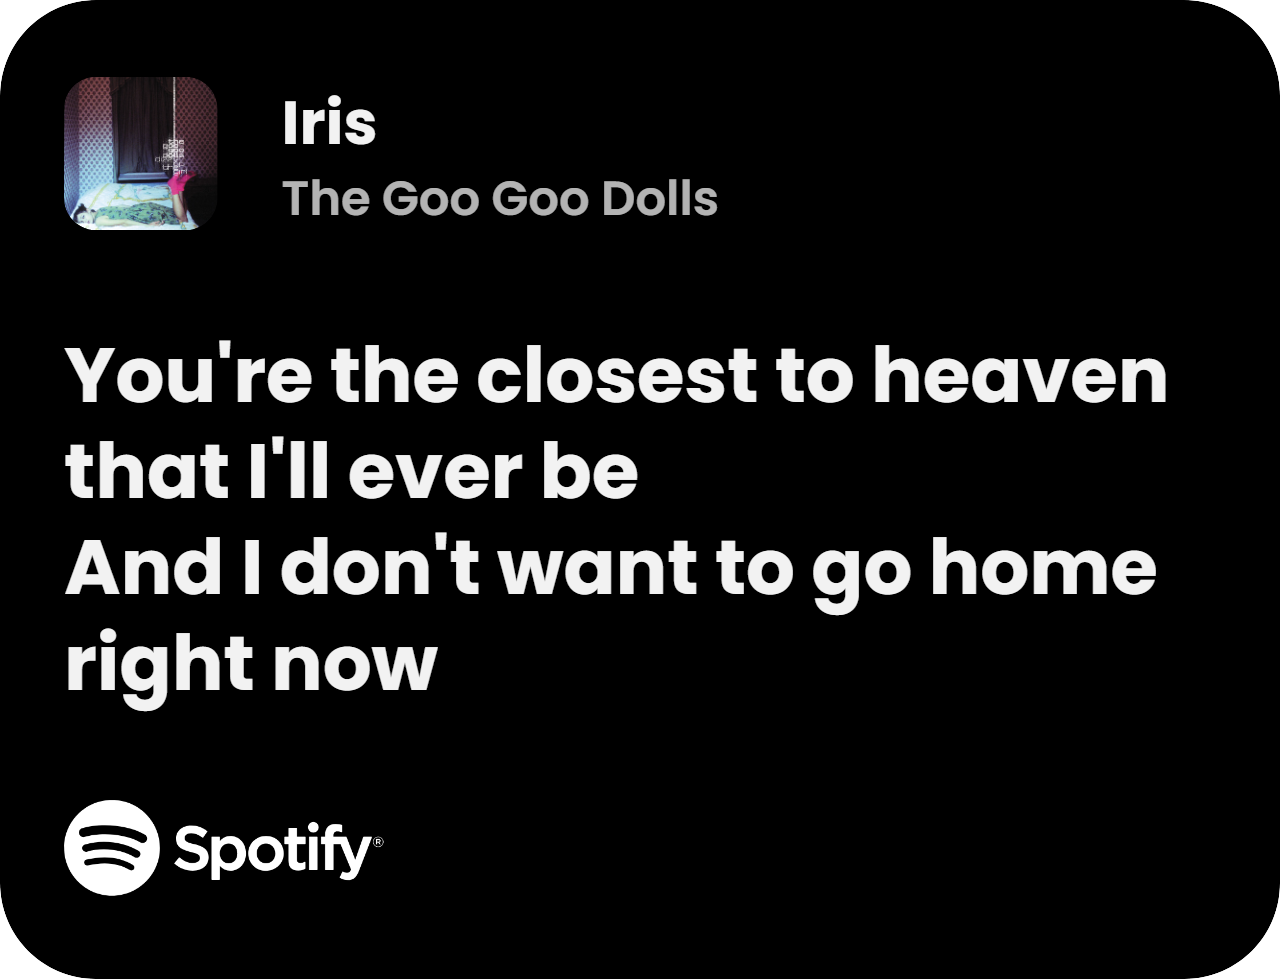 Iris
The Goo Goo Dolls
You're the closest to heaven
that I'll ever be
And I don't want to go home
right now
Spotify®